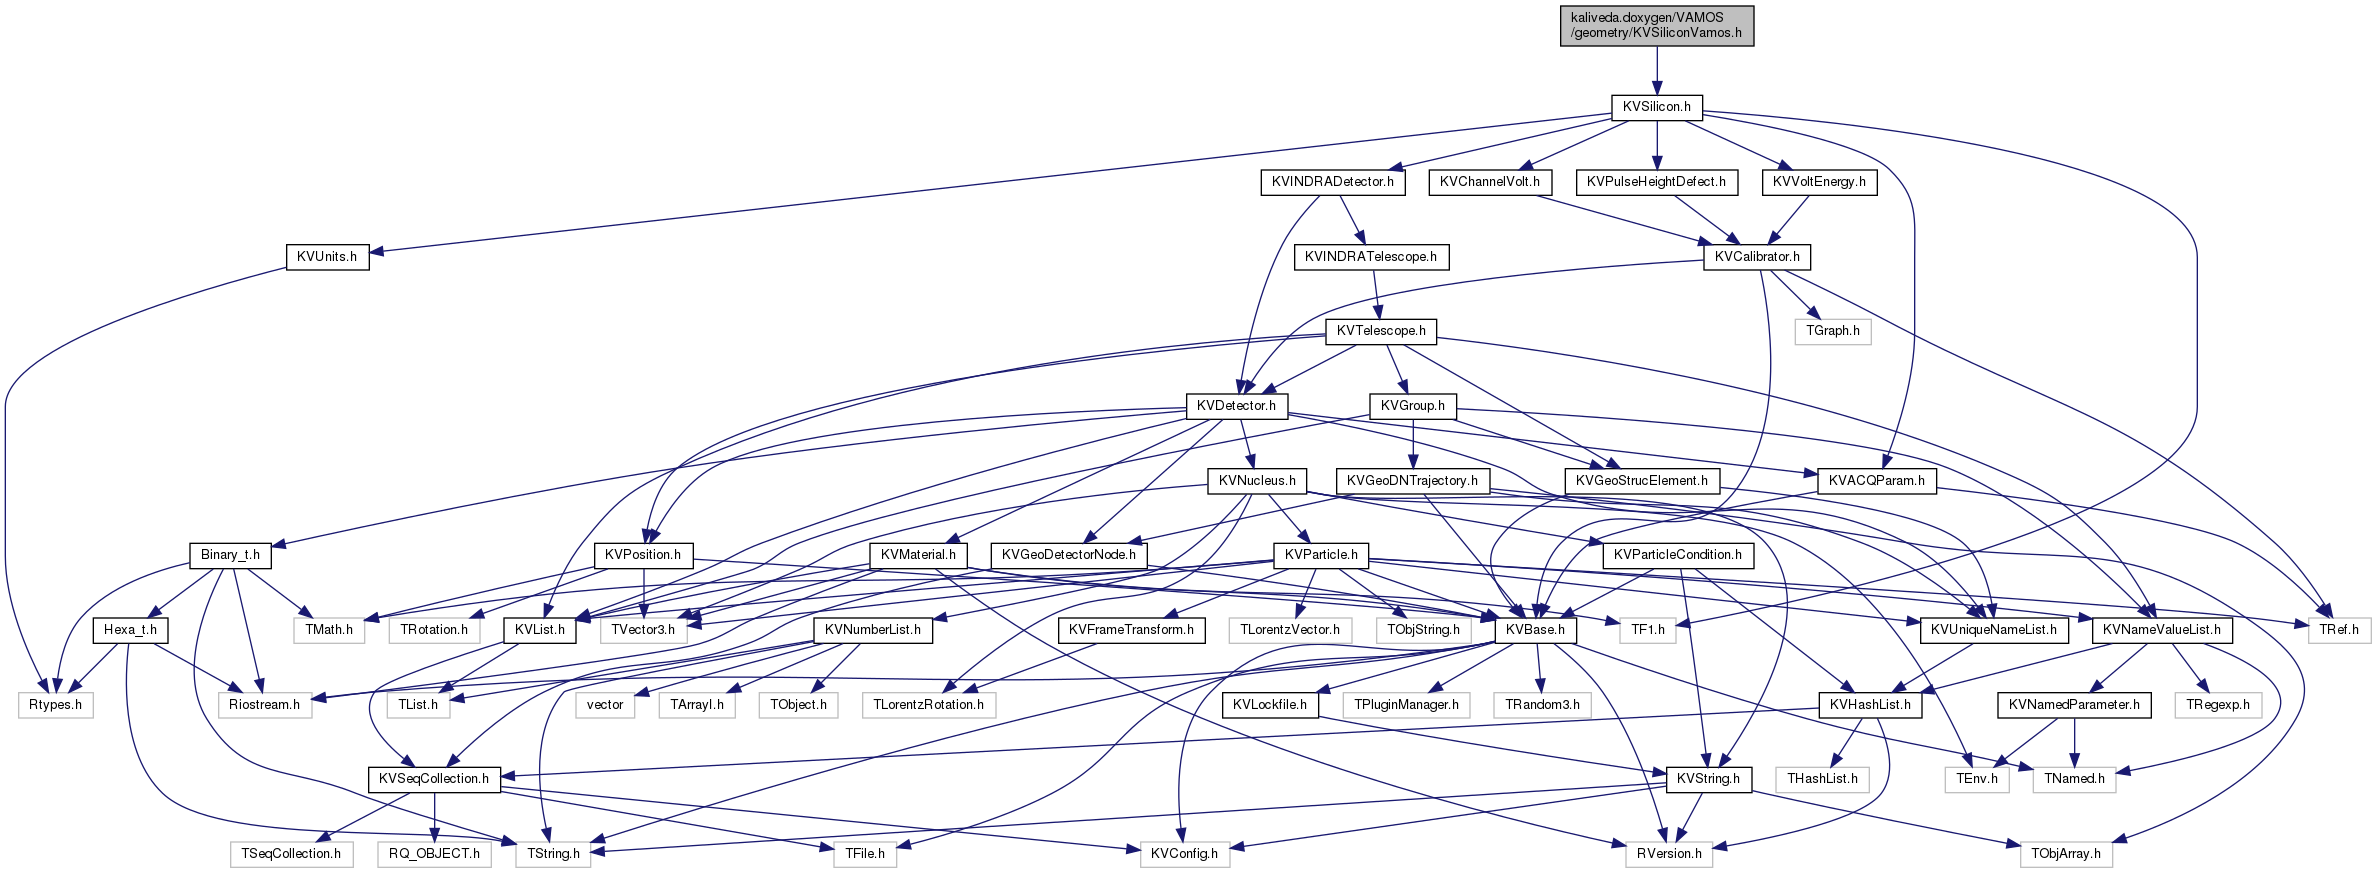 kaliveda.doxygen/VAMOS
/geometry/KVSiliconVamos.h
KVSilicon.h
KVINDRADetector.h
KVChannelVolt.h
KVPulseHeightDefect.h
KVVoltEnergy.h
KVUnits.h
KVINDRATelescope.h
KVCalibrator.h
KVTelescope.h
TGraph.h
KVDetector.h
KVGroup.h
KVNucleus.h
KVGeoDNTrajectory.h
KVGeoStrucElement.h
KVACQParam.h
Binary_t.h
KVPosition.h
KVMaterial.h
KVGeoDetectorNode.h
KVParticle.h
KVParticleCondition.h
Hexa_t.h
TMath.h
TRotation.h
KVList.h
TVector3.h
KVNumberList.h
KVFrameTransform.h
TLorentzVector.h
TObjString.h
KVBase.h
TF1.h
KVUniqueNameList.h
KVNameValueList.h
TRef.h
Rtypes.h
Riostream.h
TList.h
vector
TArrayI.h
TObject.h
TLorentzRotation.h
KVLockfile.h
TPluginManager.h
TRandom3.h
KVHashList.h
KVNamedParameter.h
TRegexp.h
KVSeqCollection.h
KVString.h
THashList.h
TEnv.h
TNamed.h
TSeqCollection.h
RQ_OBJECT.h
TString.h
TFile.h
KVConfig.h
RVersion.h
TObjArray.h